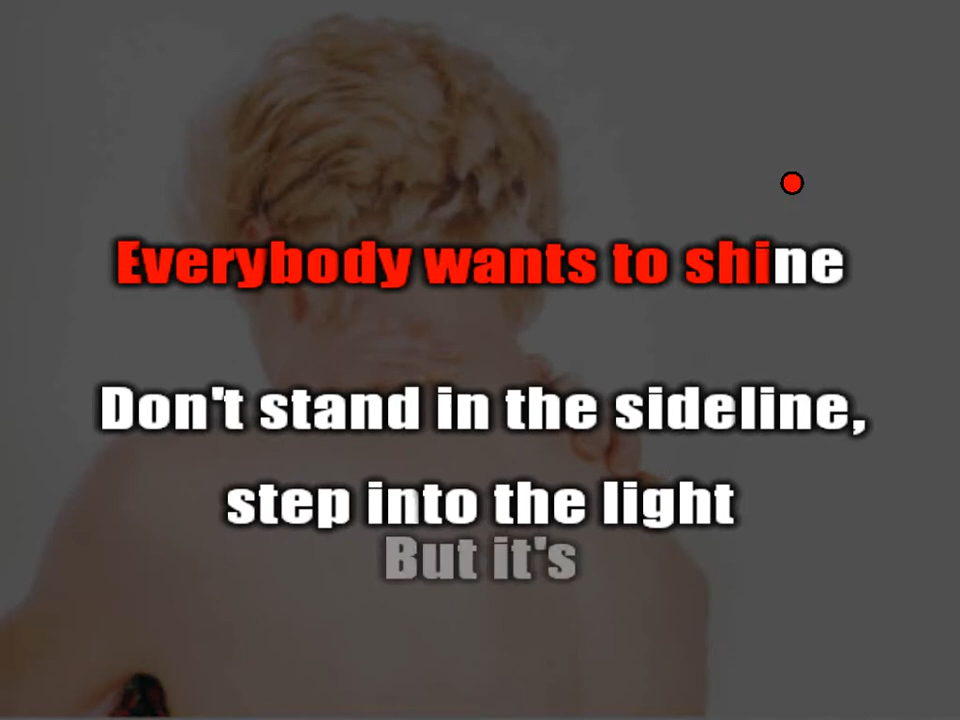 Everybody wants to shine
Don't stand in the sideline,
step into the light
But it's